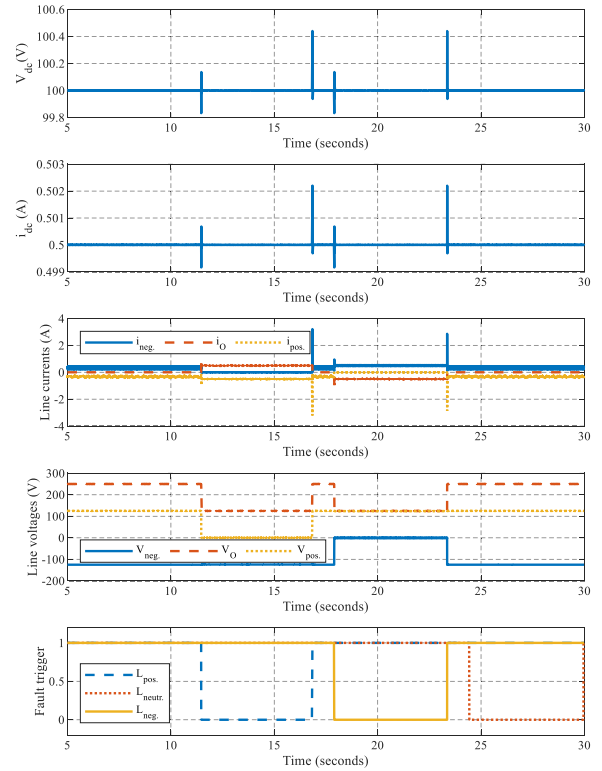 100.6
100.4
100.2
100
99.8
V_dc(V)
5 10 15 20 25 30
Time (seconds)
0.503
0.502
0.501
0.5
0.499
i_dc (A)
5 10 15 20 25 30
Time (seconds)
4
2
0
-2
-4
Line currents (A)
i_neg. i_O i_pos.
5 10 15 20 25 30
Time (seconds)
300
200
100
0
-100
-200
Line voltages (V)
V_neg. V_O V_pos.
5 10 15 20 25 30
Time (seconds)
1
0.5
0
Fault trigger
L_pos.
L_neutr.
L_neg.
5 10 15 20 25 30
Time (seconds)